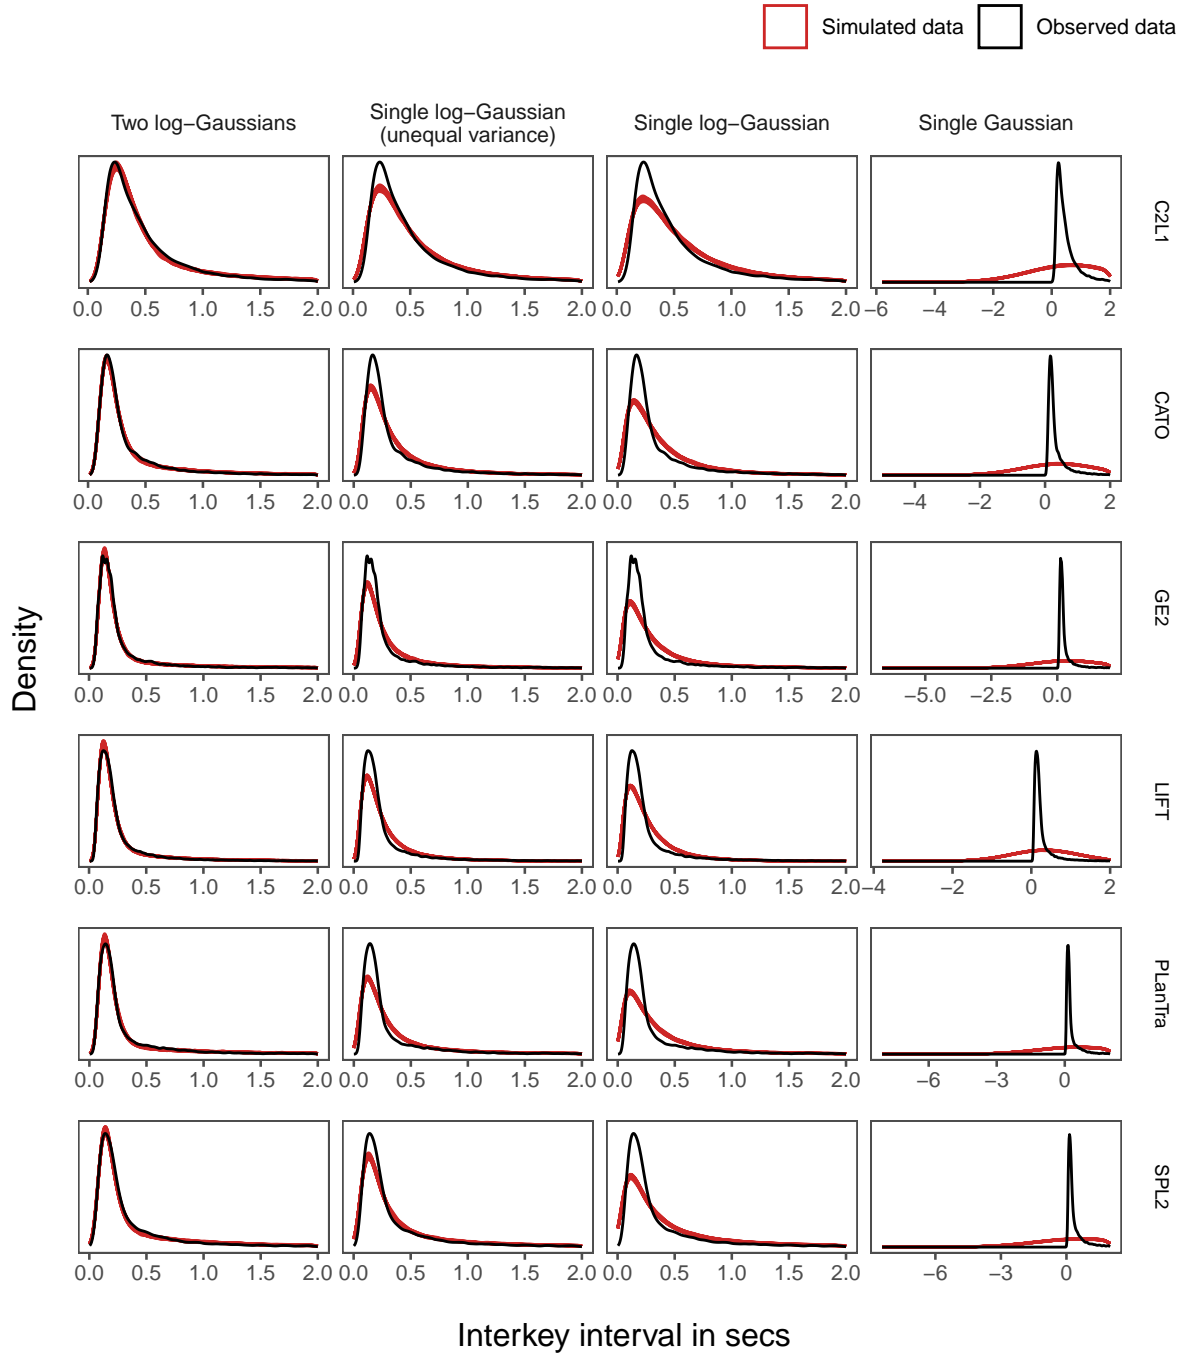 Simulated data Observed data
Two log−Gaussians
Single log−Gaussian
(unequal variance)
Single log−Gaussian
Single Gaussian
0.0 0.5 1.0 1.5 2.0 0.0 0.5 1.0 1.5 2.0 0.0 0.5 1.0 1.5 2.0 −6 −4 −2 0 2
C2L1
0.0 0.5 1.0 1.5 2.0 0.0 0.5 1.0 1.5 2.0 0.0 0.5 1.0 1.5 2.0 −4 −2 0 2
CATO
0.0 0.5 1.0 1.5 2.0 0.0 0.5 1.0 1.5 2.0 0.0 0.5 1.0 1.5 2.0 −5.0 −2.5 0.0
GE2
0.0 0.5 1.0 1.5 2.0 0.0 0.5 1.0 1.5 2.0 0.0 0.5 1.0 1.5 2.0 −4 −2 0 2
LIFT
0.0 0.5 1.0 1.5 2.0 0.0 0.5 1.0 1.5 2.0 0.0 0.5 1.0 1.5 2.0 −6 −3 0
PLanTra
0.0 0.5 1.0 1.5 2.0 0.0 0.5 1.0 1.5 2.0 0.0 0.5 1.0 1.5 2.0 −6 −3 0
SPL2
Density
Interkey interval in secs